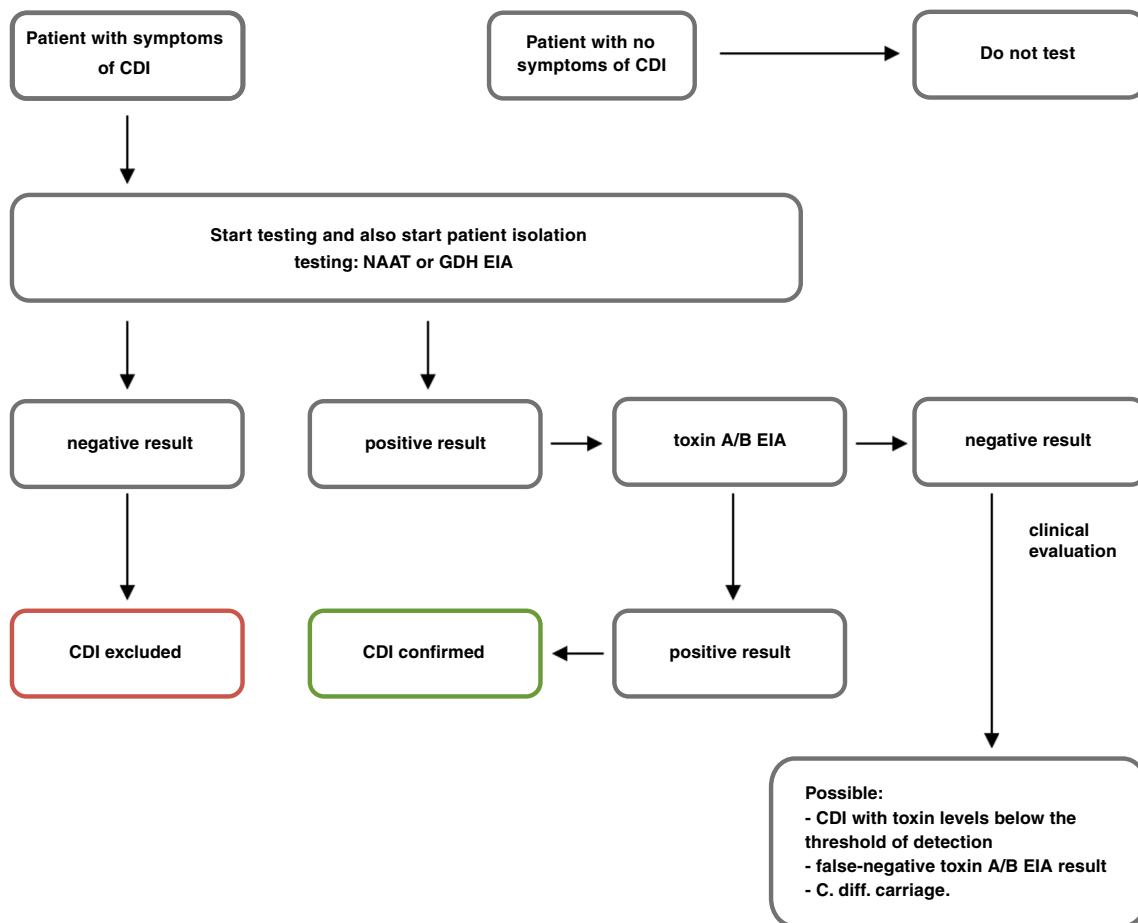 Patient with symptoms
of CDI
Patient with no
symptoms of CDI
Do not test
Start testing and also start patient isolation
testing: NAAT or GDH EIA
negative result
positive result
toxin A/B EIA
negative result
clinical
evaluation
CDI excluded
CDI confirmed
positive result
Possible:
- CDI with toxin levels below the
threshold of detection
- false-negative toxin A/B EIA result
- C. diff. carriage.